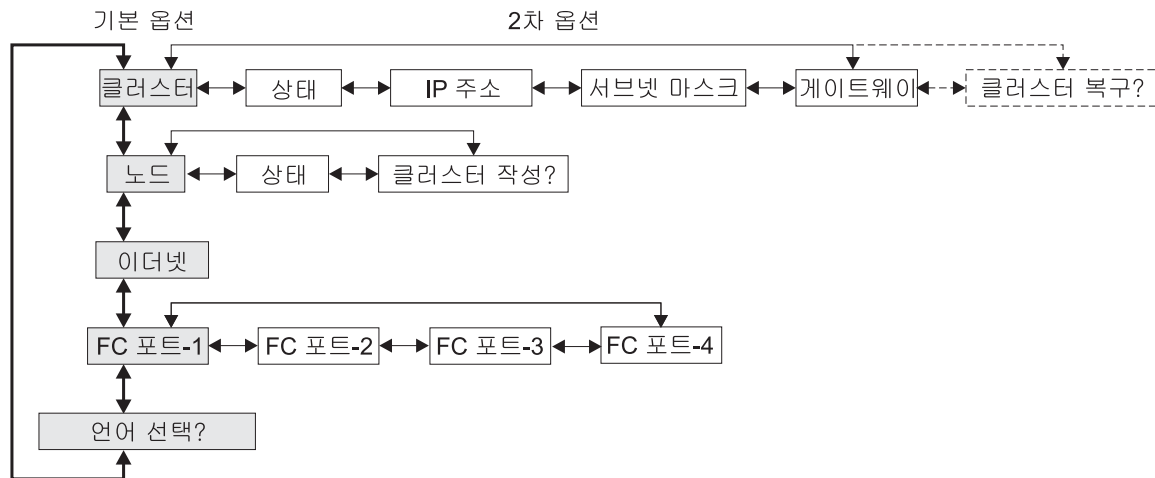 기본 옵션 2차 옵션
클러스터 상태 IP 주소 서브넷 마스크 게이트웨이 클러스터 복구?
노드 상태 클러스터 작성?
이더넷
FC 포트-1 FC 포트-2 FC 포트-3 FC 포트-4
언어 선택?